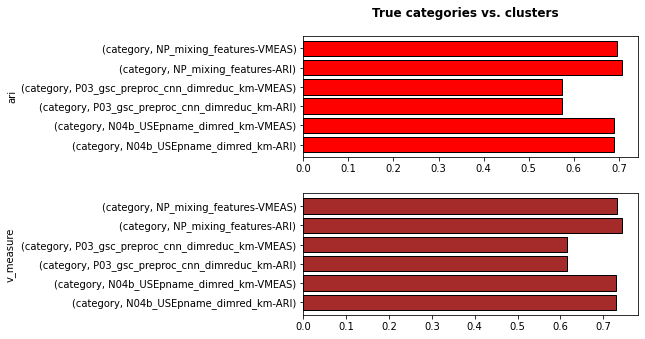 True categories vs. clusters
ari
(category, NP_mixing_features-VMEAS)
(category, NP_mixing_features-ARI)
(category, P03_gsc_preproc_cnn_dimreduc_km-VMEAS)
(category, P03_gsc_preproc_cnn_dimreduc_km-ARI)
(category, N04b_USEpname_dimred_km-VMEAS)
(category, N04b_USEpname_dimred_km-ARI)
0.0 0.1 0.2 0.3 0.4 0.5 0.6 0.7
v_measure
(category, NP_mixing_features-VMEAS)
(category, NP_mixing_features-ARI)
(category, P03_gsc_preproc_cnn_dimreduc_km-VMEAS)
(category, P03_gsc_preproc_cnn_dimreduc_km-ARI)
(category, N04b_USEpname_dimred_km-VMEAS)
(category, N04b_USEpname_dimred_km-ARI)
0.0 0.1 0.2 0.3 0.4 0.5 0.6 0.7